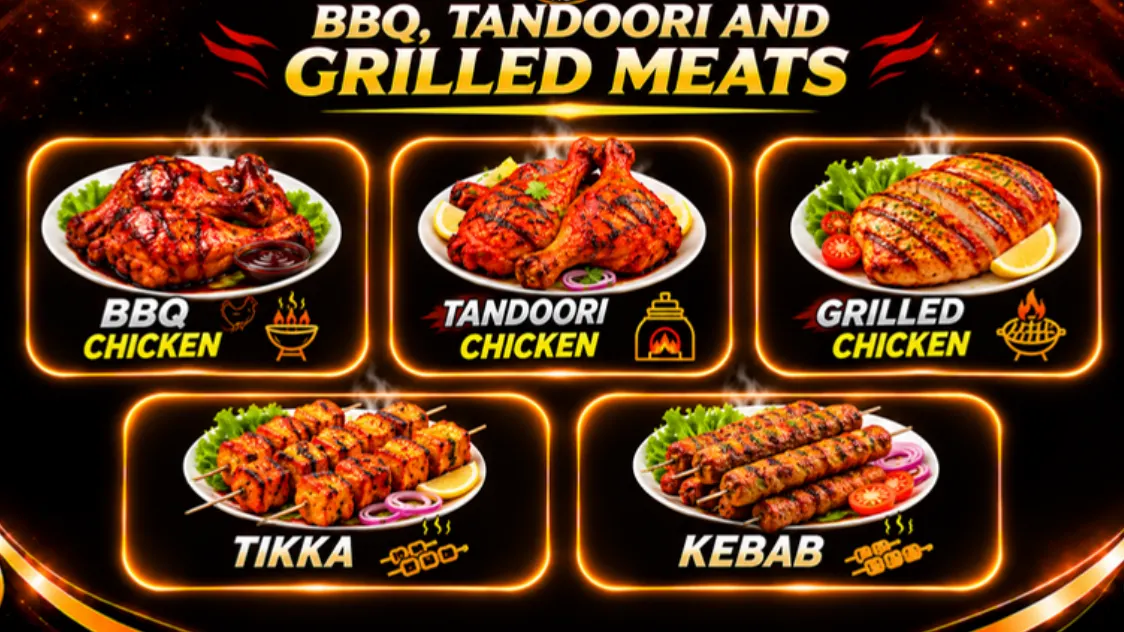 BBQ, TANDOORI AND
GRILLED MEATS
BBQ
CHICKEN
TANDOORI
CHICKEN
GRILLED
CHICKEN
TIKKA
KEBAB